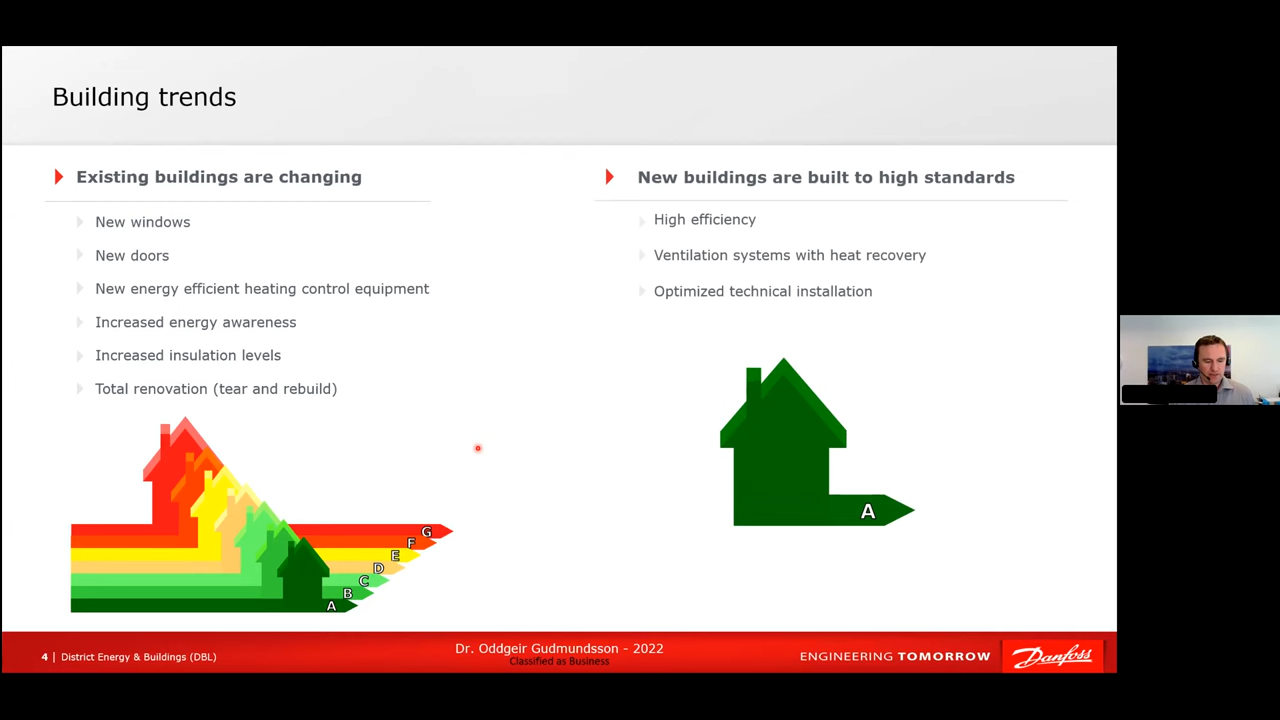 Building trends
Existing buildings are changing
New windows
New doors
New energy efficient heating control equipment
Increased energy awareness
Increased insulation levels
Total renovation (tear and rebuild)
G
F
E
D
C
B
A
New buildings are built to high standards
High efficiency
Ventilation systems with heat recovery
Optimized technical installation
A
4 | District Energy & Buildings (DBL)
Dr. Oddgeir Gudmundsson - 2022
Classified as Business
ENGINEERING TOMORROW
Danfoss